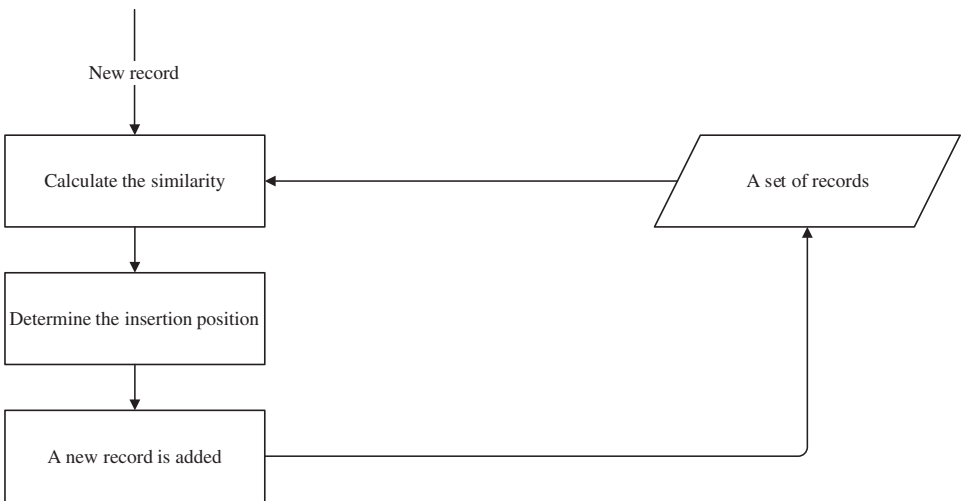 New record
Calculate the similarity
A set of records
Determine the insertion position
A new record is added